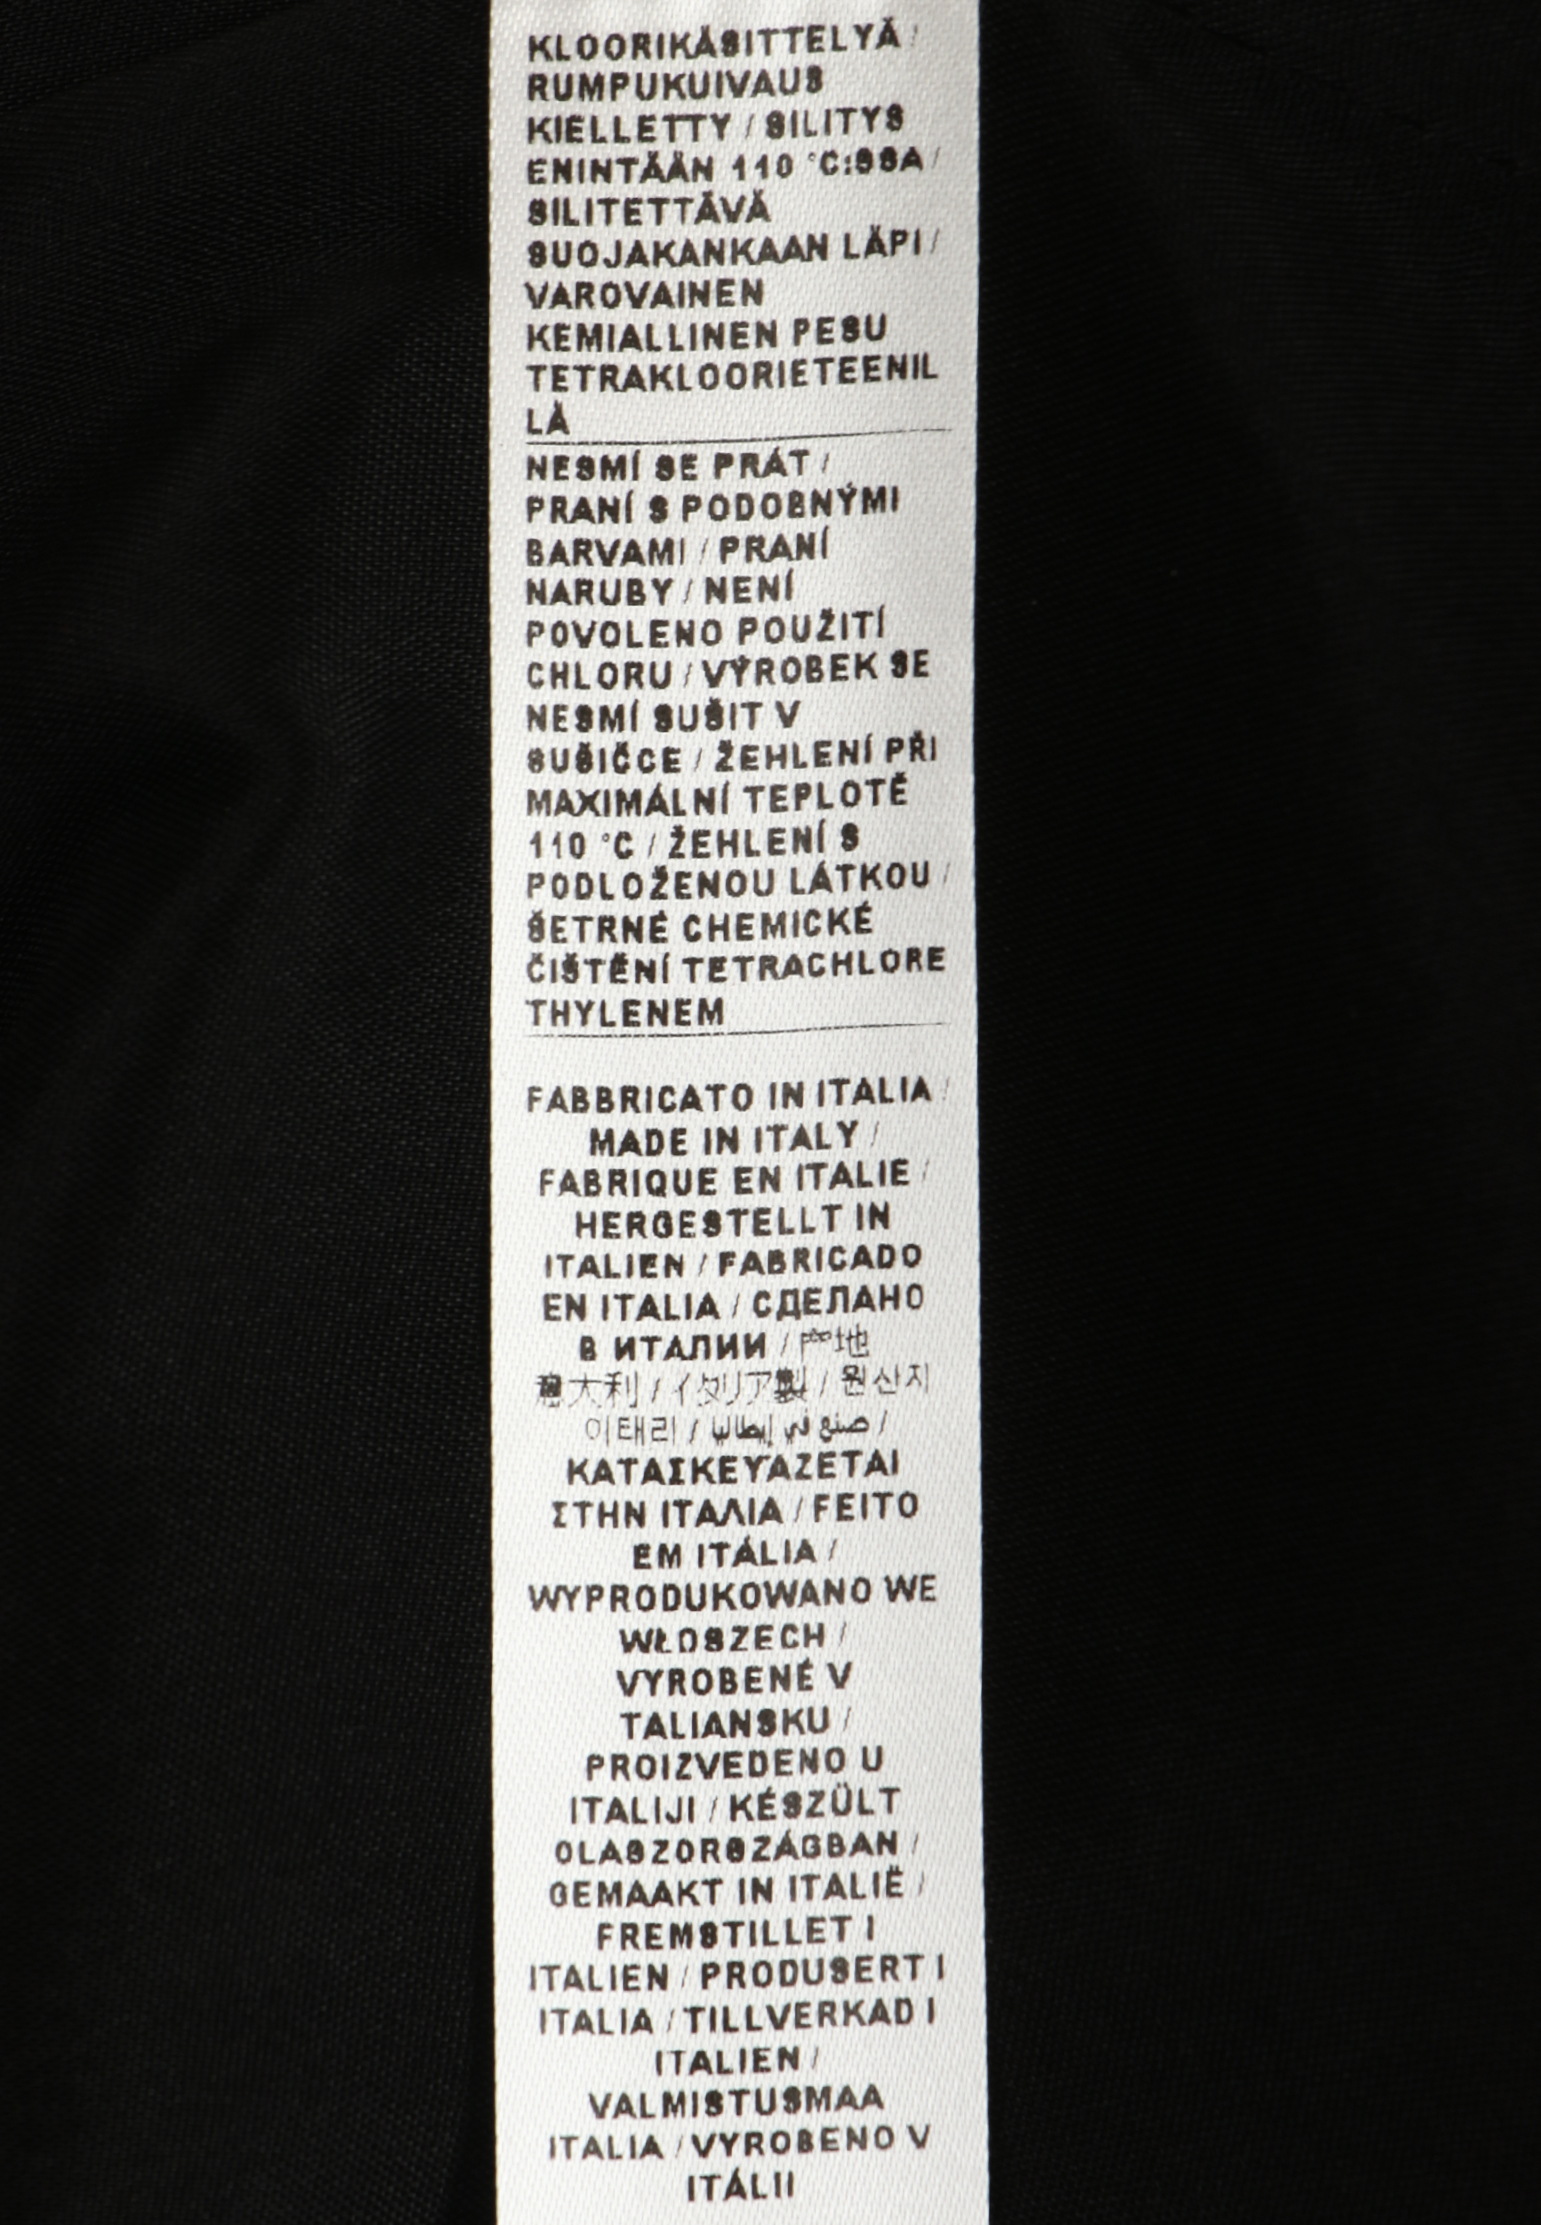 KLOORIKÄSITTELYÄ /
RUMPUKUIVAUS
KIELLETTY / SILITYS
ENINTÄÄN 110 °C:SSA /
SILITETTÄVÄ
SUOJAKANKAAN LÄPI /
VAROVAINEN
KEMIALLINEN PESU
TETRAKLOORIETEENIL
LÄ
NESMÍ SE PRÁT /
PRANÍ S PODOBNÝMI
BARVAMI / PRANÍ
NARUBY / NENÍ
POVOLENO POUŽITÍ
CHLORU / VÝROBEK SE
NESMÍ SUŠIT V
SUŠIČCE / ŽEHLENÍ PŘI
MAXIMÁLNÍ TEPLOTĚ
110 °C / ŽEHLENÍ S
PODLOŽENOU LÁTKOU /
ŠETRNÉ CHEMICKÉ
ČIŠTĚNÍ TETRACHLORE
THYLENEM
FABBRICATO IN ITALIA /
MADE IN ITALY /
FABRIQUE EN ITALIE /
HERGESTELLT IN
ITALIEN / FABRICADO
EN ITALIA / СДЕЛАНО
В ИТАЛИИ / 產地
意大利 / イタリア製 / 원산지
이태리 / صنع في إيطاليا /
ΚΑΤΑΣΚΕΥΑΖΕΤΑΙ
ΣΤΗΝ ΙΤΑΛΙΑ / FEITO
EM ITÁLIA /
WYPRODUKOWANO WE
WŁOSZECH /
VYROBENÉ V
TALIANSKU /
PROIZVEDENO U
ITALIJI / KÉSZÜLT
OLASZORSZÁGBAN /
GEMAAKT IN ITALIË /
FREMSTILLET I
ITALIEN / PRODUSERT I
ITALIA / TILLVERKAD I
ITALIEN /
VALMISTUSMAA
ITALIA / VYROBENO V
ITÁLII